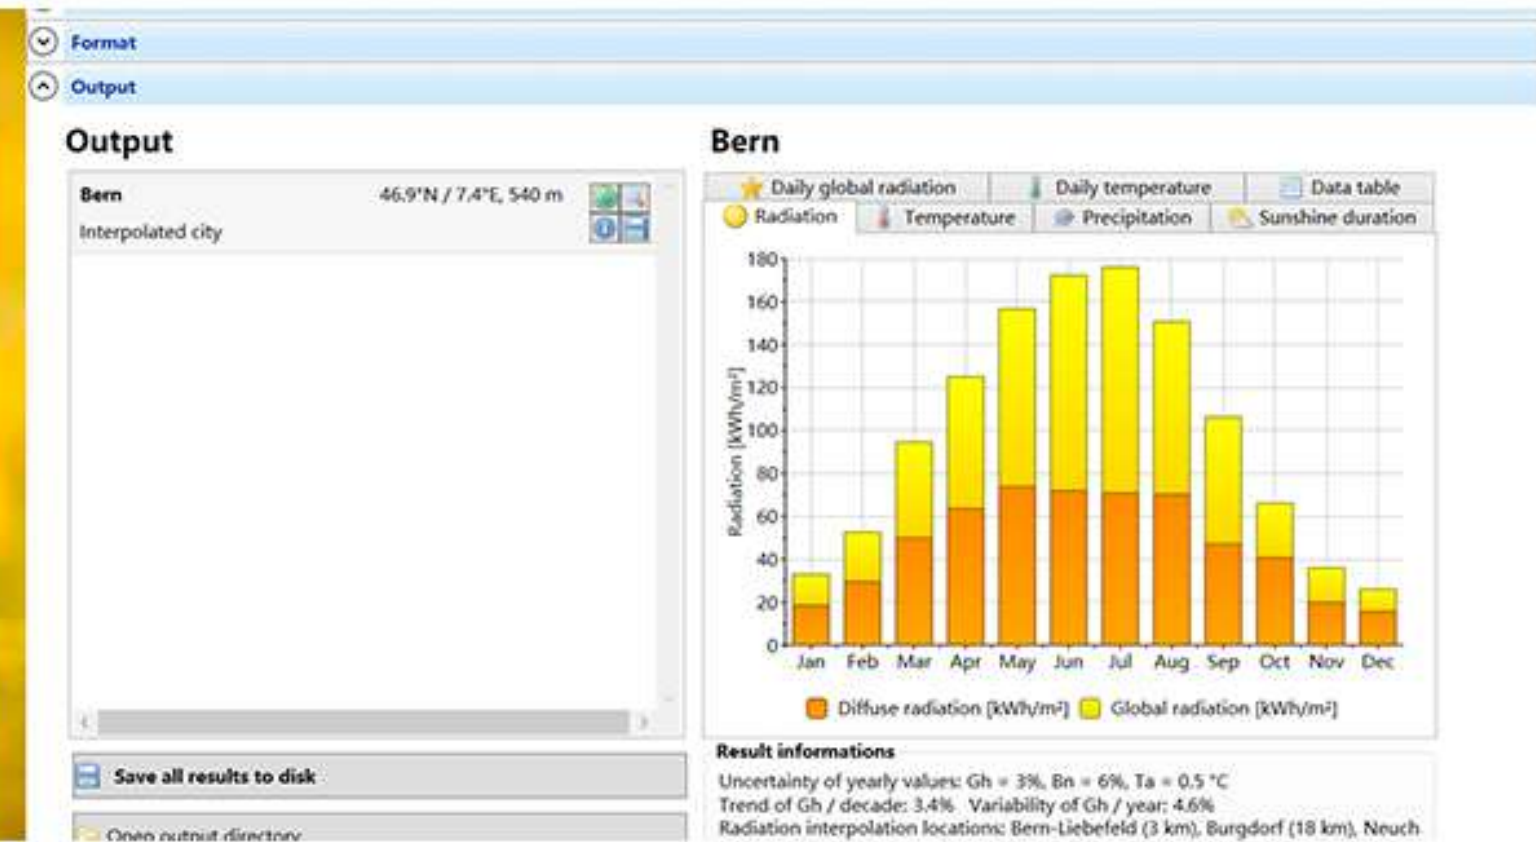 Format
Output
Output
Bern 46.9°N / 7.4°E, 540 m
Interpolated city
Save all results to disk
Open output directory
Bern
Daily global radiation Daily temperature Data table
Radiation Temperature Precipitation Sunshine duration
Radiation [kWh/m²]
180
160
140
120
100
80
60
40
20
0
Jan Feb Mar Apr May Jun Jul Aug Sep Oct Nov Dec
Diffuse radiation [kWh/m²] Global radiation [kWh/m²]
Result informations
Uncertainty of yearly values: Gh = 3%, Bn = 6%, Ta = 0.5 °C
Trend of Gh / decade: 3.4% Variability of Gh / year: 4.6%
Radiation interpolation locations: Bern-Liebefeld (3 km), Burgdorf (18 km), Neuch